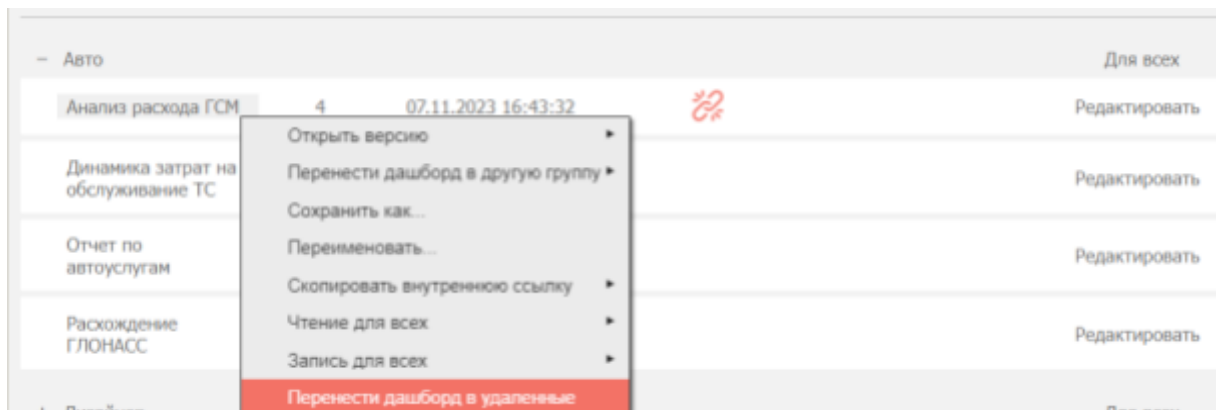 − Авто Для всех
Анализ расхода ГСМ 4 07.11.2023 16:43:32 Редактировать
Открыть версию
Перенести дашборд в другую группу
Динамика затрат на
обслуживание ТС
Редактировать
Сохранить как...
Переименовать...
Отчет по
автоуслугам
Редактировать
Скопировать внутреннюю ссылку
Чтение для всех
Расхождение
ГЛОНАСС
Редактировать
Запись для всех
Перенести дашборд в удаленные
Для всех